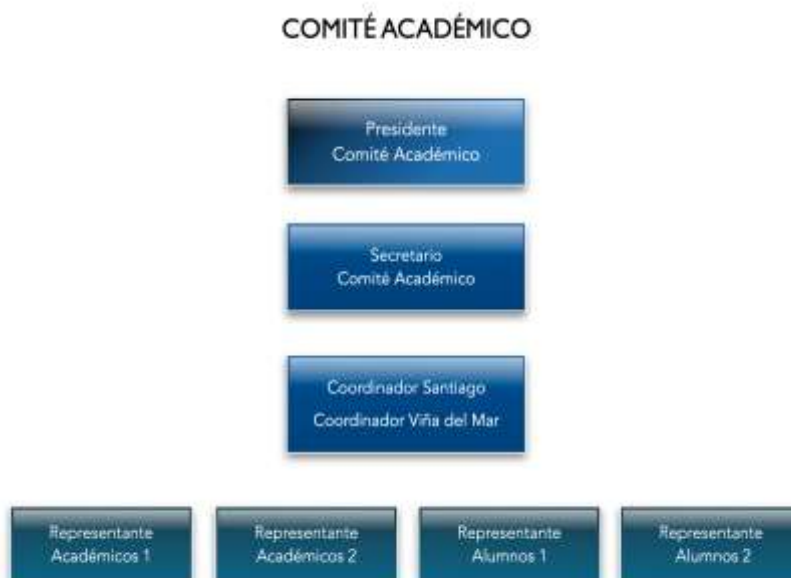 COMITÉ ACADÉMICO
Presidente
Comité Académico
Secretario
Comité Académico
Coordinador Santiago
Coordinador Viña del Mar
Representante
Académicos 1
Representante
Académicos 2
Representante
Alumnos 1
Representante
Alumnos 2